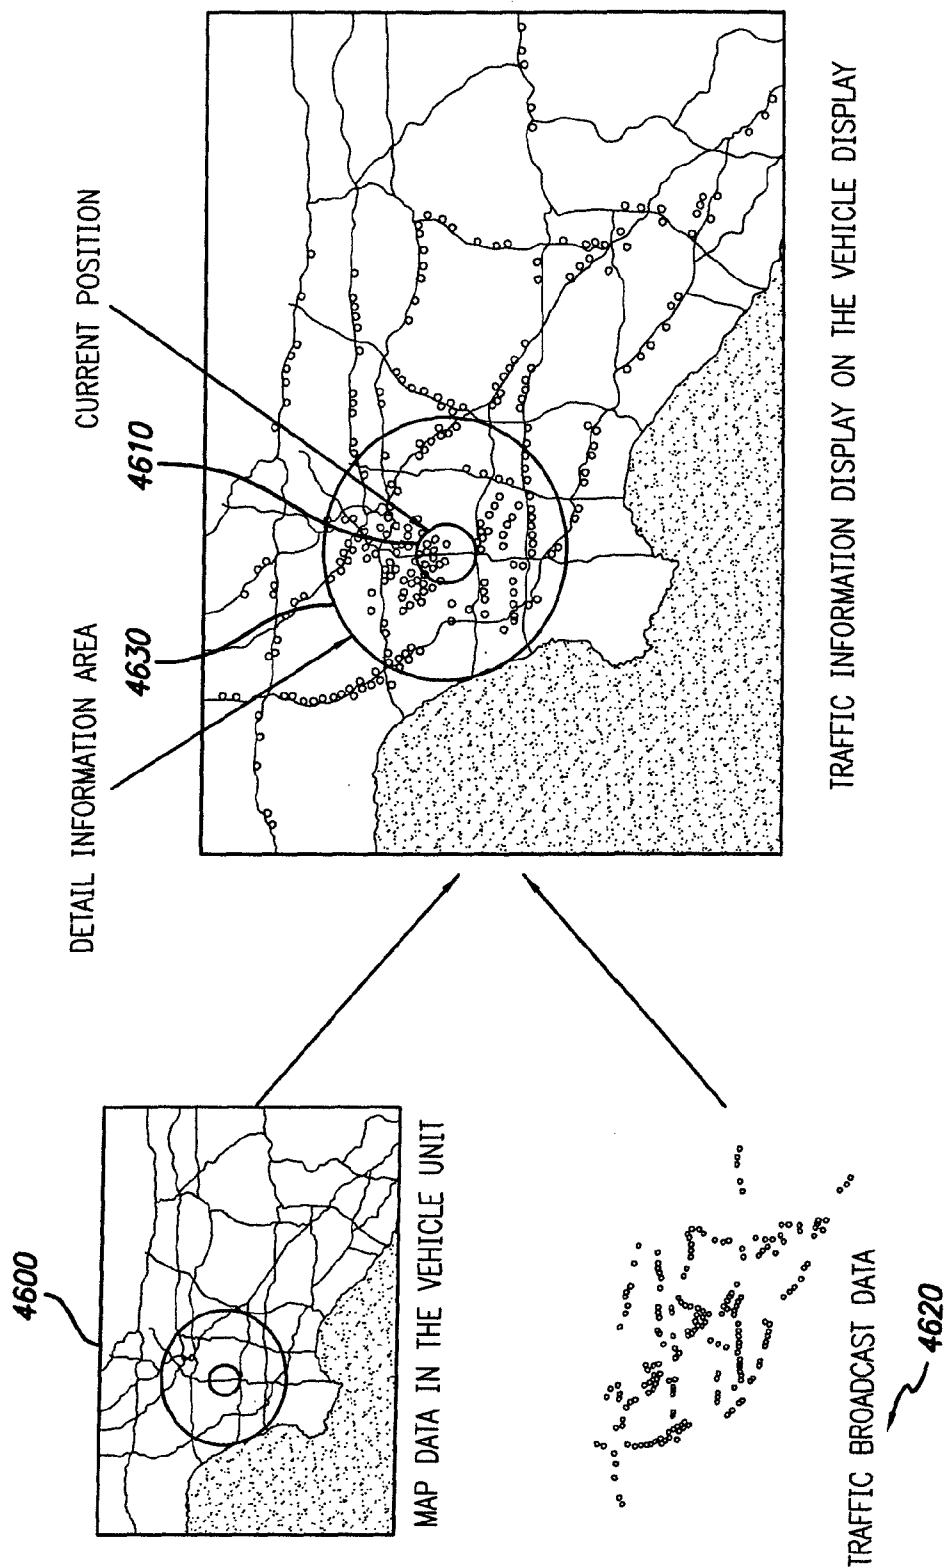 4600
MAP DATA IN THE VEHICLE UNIT
TRAFFIC BROADCAST DATA
4620
DETAIL INFORMATION AREA
4630
4610
CURRENT POSITION
TRAFFIC INFORMATION DISPLAY ON THE VEHICLE DISPLAY